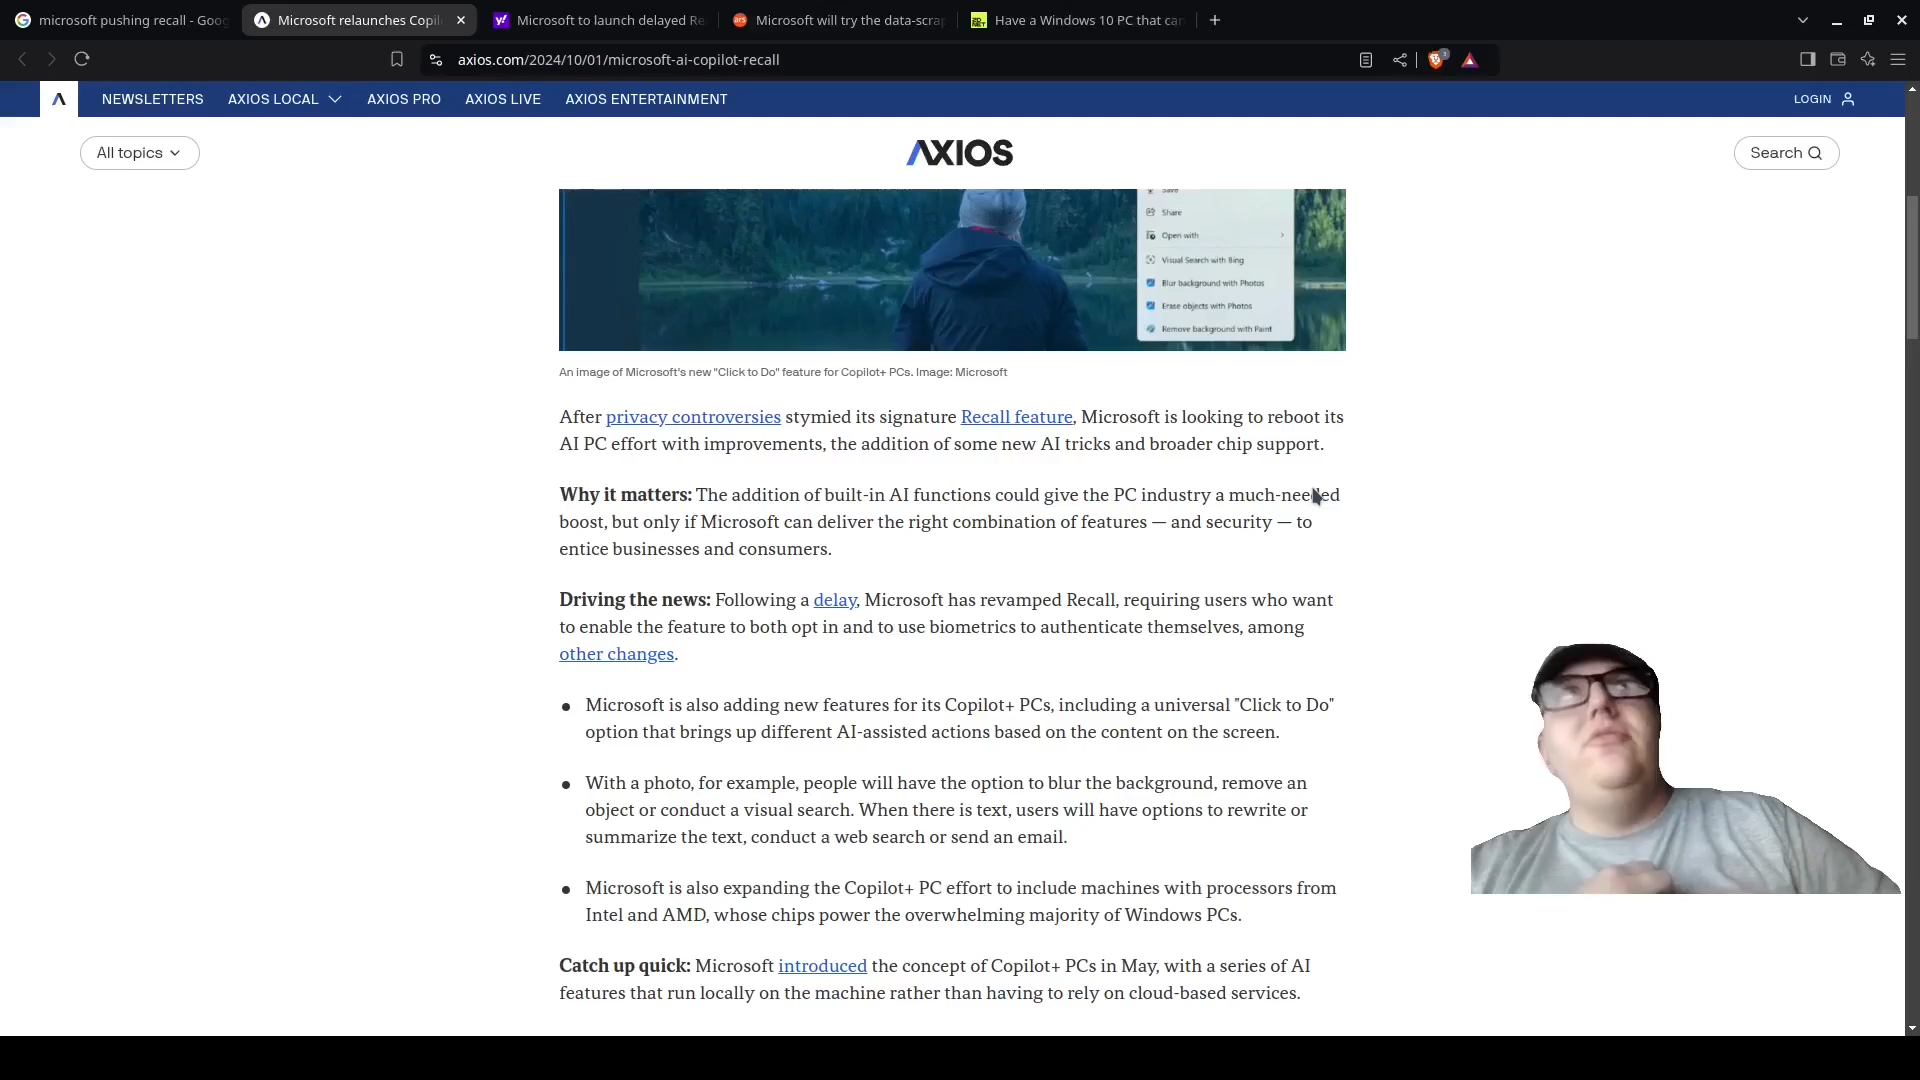 microsoft pushing recall - Goog
Microsoft relaunches Copil
Microsoft to launch delayed Re
Microsoft will try the data-scrap
Have a Windows 10 PC that can
axios.com/2024/10/01/microsoft-ai-copilot-recall
3
NEWSLETTERS
AXIOS LOCAL
AXIOS PRO
AXIOS LIVE
AXIOS ENTERTAINMENT
LOGIN
All topics
AXIOS
Search
Save
Share
Open with
Visual Search with Bing
Blur background with Photos
Erase objects with Photos
Remove background with Paint
An image of Microsoft's new "Click to Do" feature for Copilot+ PCs. Image: Microsoft
After privacy controversies stymied its signature Recall feature, Microsoft is looking to reboot its
AI PC effort with improvements, the addition of some new AI tricks and broader chip support.
Why it matters: The addition of built-in AI functions could give the PC industry a much-needed
boost, but only if Microsoft can deliver the right combination of features — and security — to
entice businesses and consumers.
Driving the news: Following a delay, Microsoft has revamped Recall, requiring users who want
to enable the feature to both opt in and to use biometrics to authenticate themselves, among
other changes.
Microsoft is also adding new features for its Copilot+ PCs, including a universal "Click to Do"
option that brings up different AI-assisted actions based on the content on the screen.
With a photo, for example, people will have the option to blur the background, remove an
object or conduct a visual search. When there is text, users will have options to rewrite or
summarize the text, conduct a web search or send an email.
Microsoft is also expanding the Copilot+ PC effort to include machines with processors from
Intel and AMD, whose chips power the overwhelming majority of Windows PCs.
Catch up quick: Microsoft introduced the concept of Copilot+ PCs in May, with a series of AI
features that run locally on the machine rather than having to rely on cloud-based services.